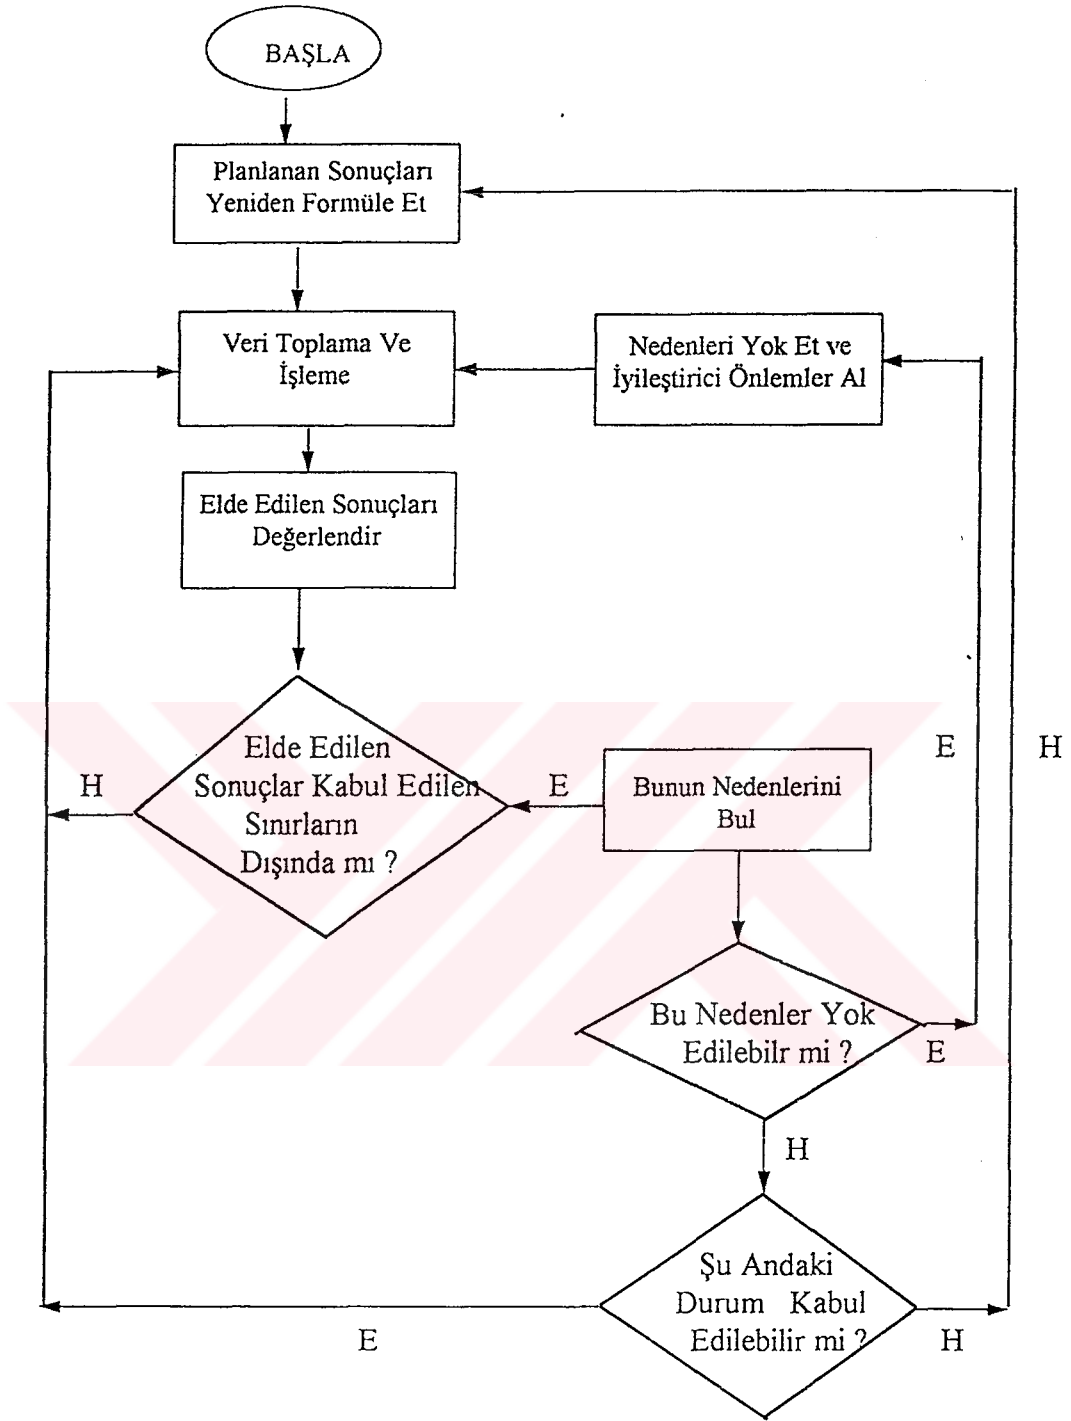 BAŞLA
Planlanan Sonuçları
Yeniden Formüle Et
Veri Toplama Ve
İşleme
Nedenleri Yok Et ve
İyileştirici Önlemler Al
Elde Edilen Sonuçları
Değerlendir
Elde Edilen
Sonuçlar Kabul Edilen
Sınırların
Dışında mı ?
H
E
Bunun Nedenlerini
Bul
E
H
Bu Nedenler Yok
Edilebilr mi ?
E
H
Şu Andaki
Durum Kabul
Edilebilir mi ?
E
H